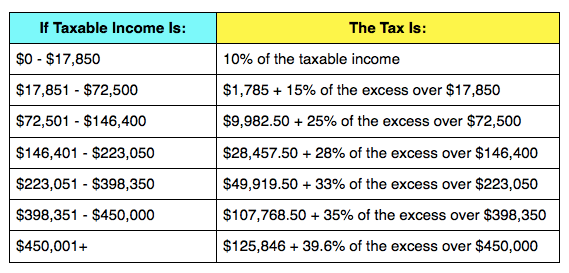 If Taxable Income Is: The Tax Is:
$0 - $17,850 10% of the taxable income
$17,851 - $72,500 $1,785 + 15% of the excess over $17,850
$72,501 - $146,400 $9,982.50 + 25% of the excess over $72,500
$146,401 - $223,050 $28,457.50 + 28% of the excess over $146,400
$223,051 - $398,350 $49,919.50 + 33% of the excess over $223,050
$398,351 - $450,000 $107,768.50 + 35% of the excess over $398,350
$450,001+ $125,846 + 39.6% of the excess over $450,000